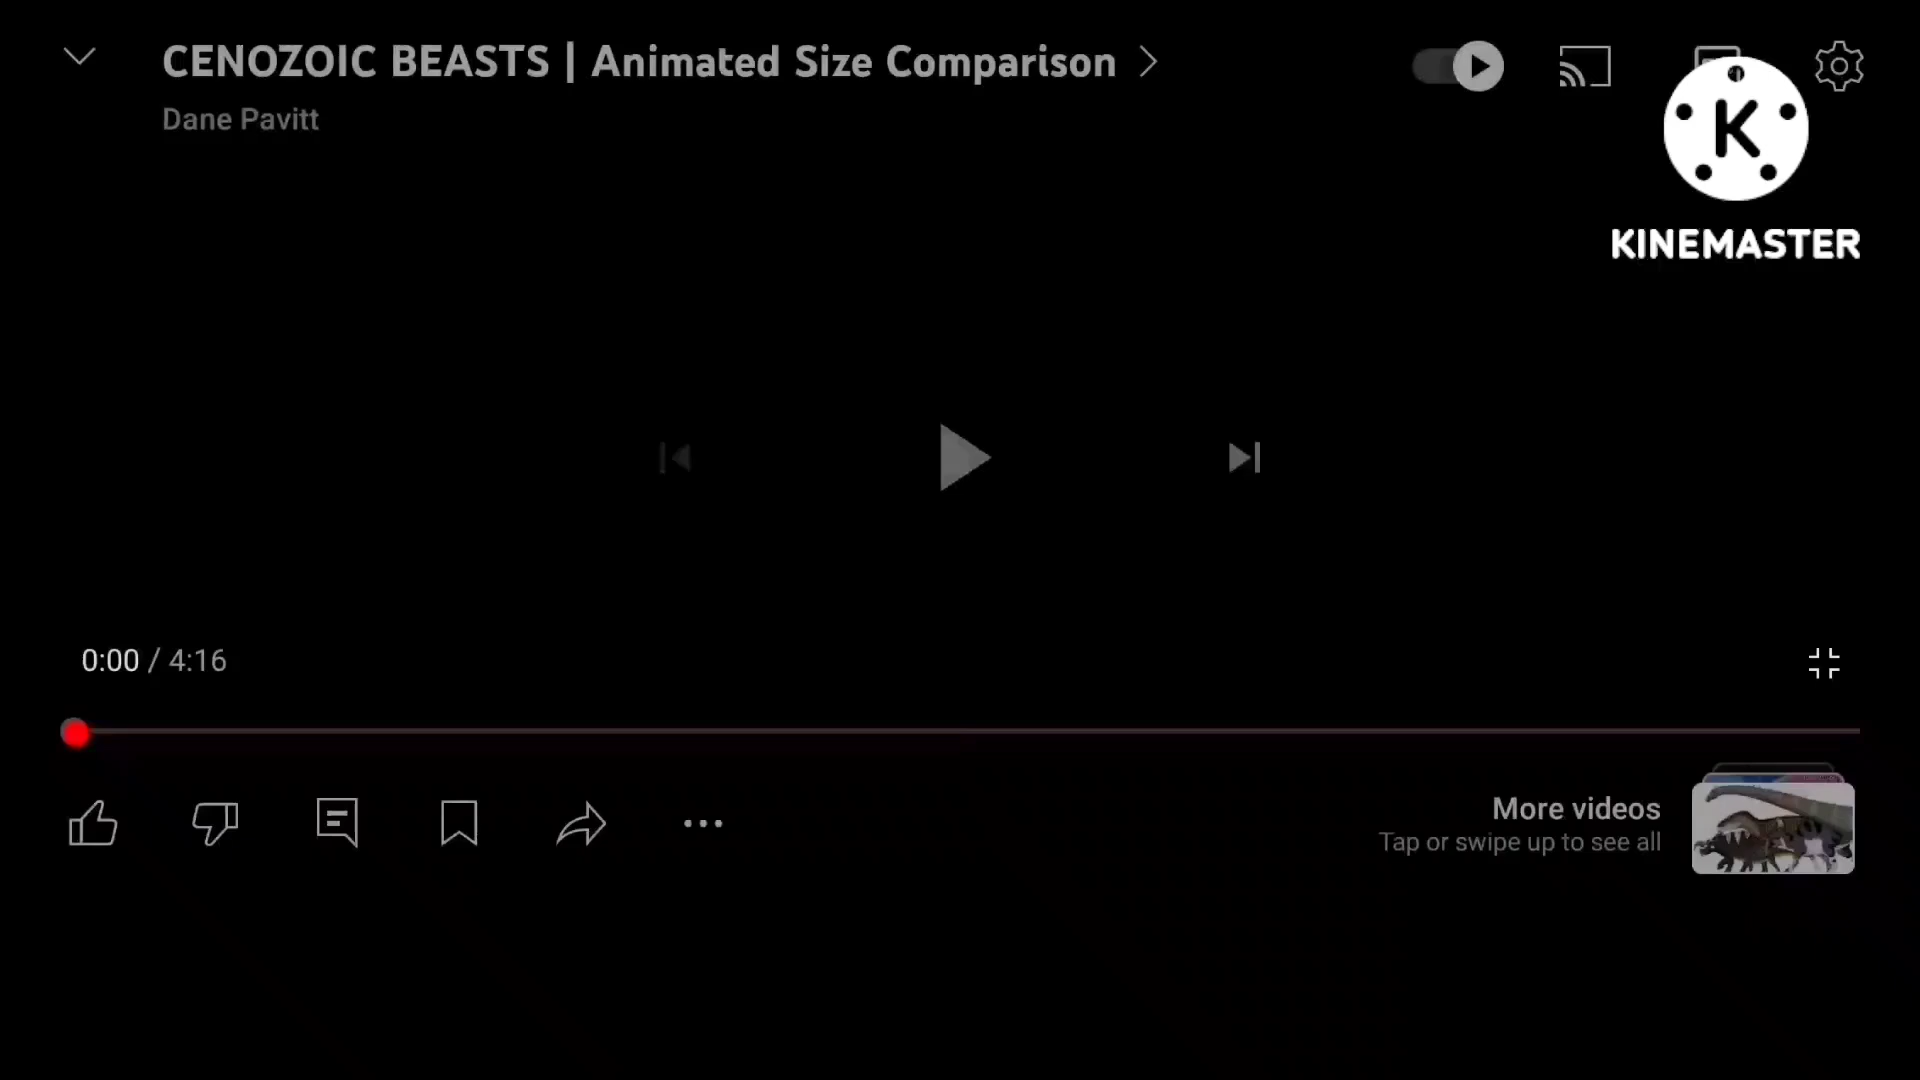 CENOZOIC BEASTS | Animated Size Comparison
Dane Pavitt
K
KINEMASTER
0:00 / 4:16
More videos
Tap or swipe up to see all